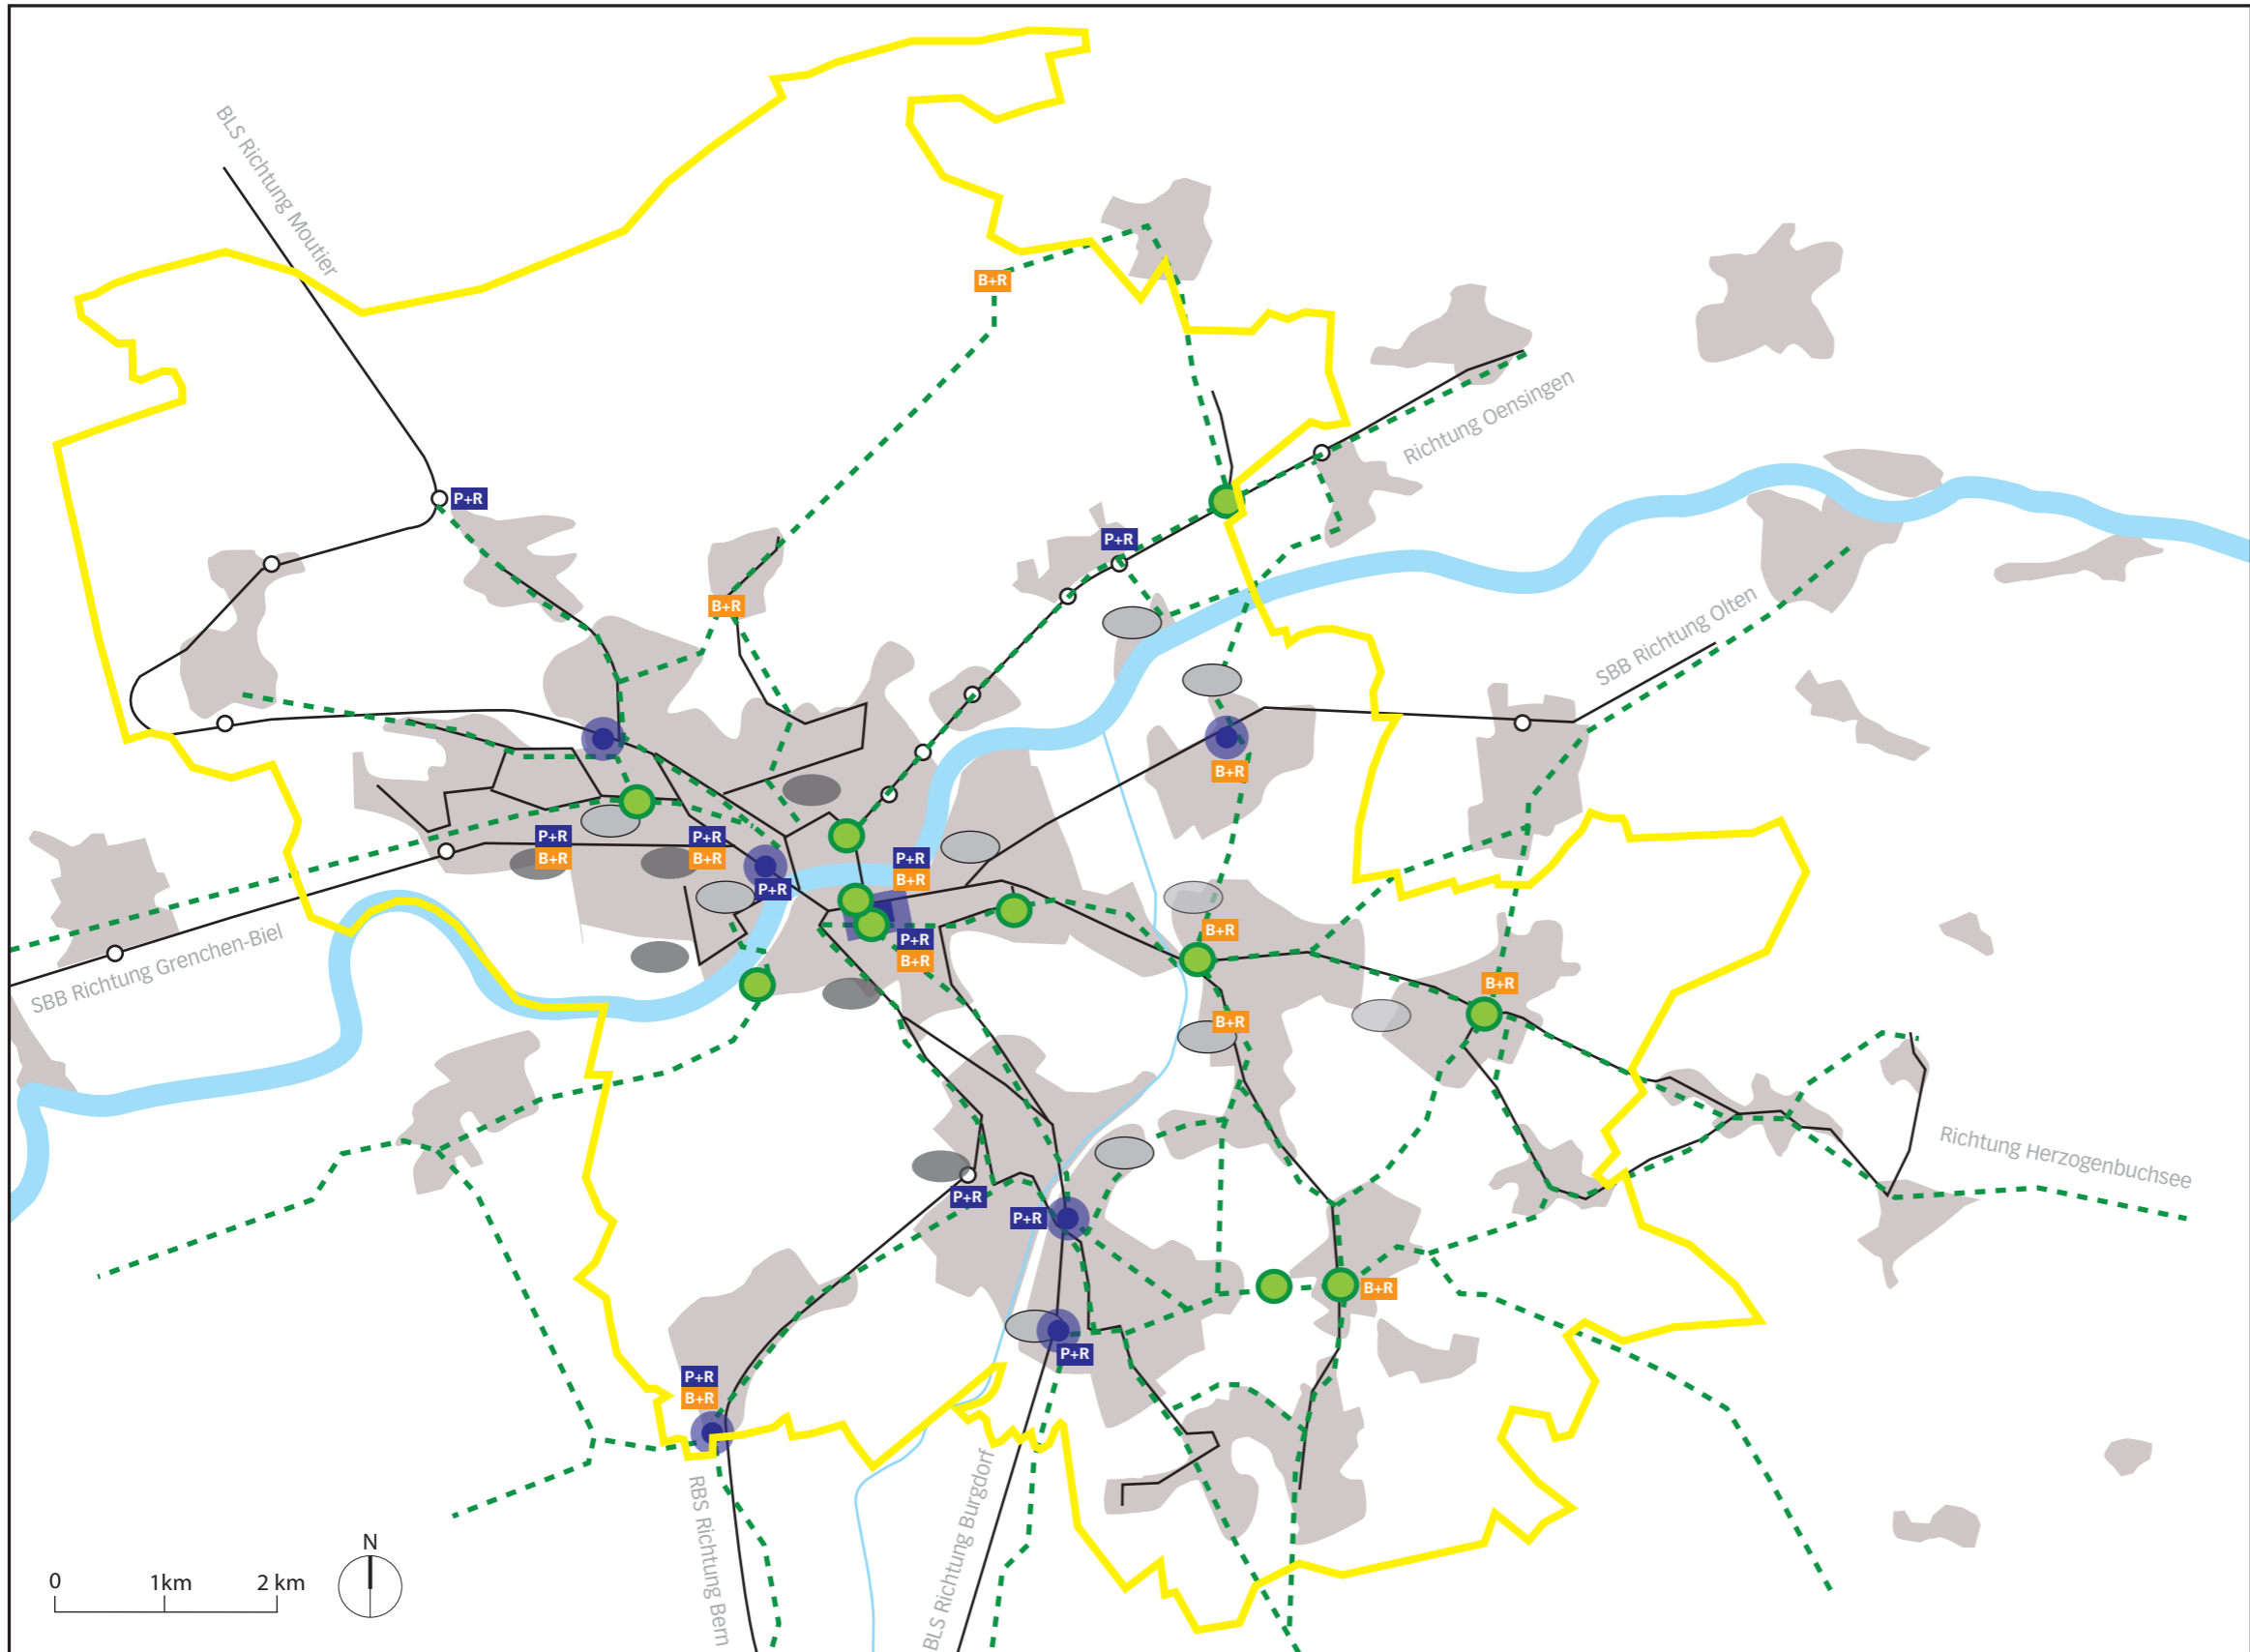 BLS Richtung Moutier
B+R
Richtung Oensingen
P+R
P+R
SBB Richtung Olten
B+R
B+R
P+R
B+R
P+R
B+R
P+R
P+R
B+R
P+R
B+R
B+R
B+R
B+R
SBB Richtung Grenchen-Biel
Richtung Herzogenbuchsee
P+R
P+R
B+R
P+R
P+R
B+R
RBS Richtung Bern
BLS Richtung Burgdorf
N
0 1km 2 km